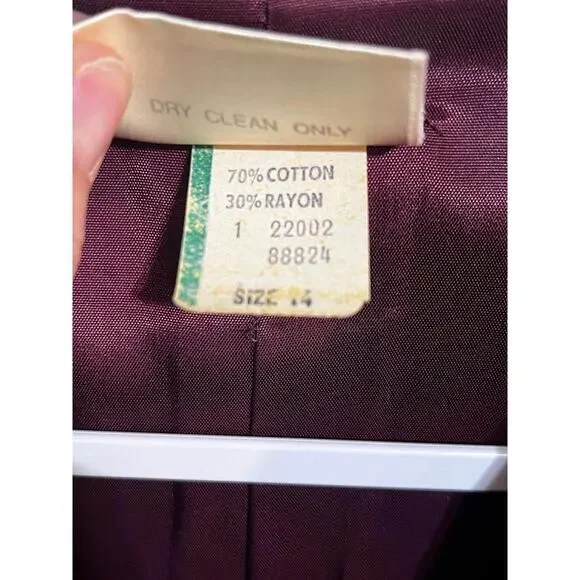 DRY CLEAN ONLY
70% COTTON
30% RAYON
1 22002
88824
SIZE 14